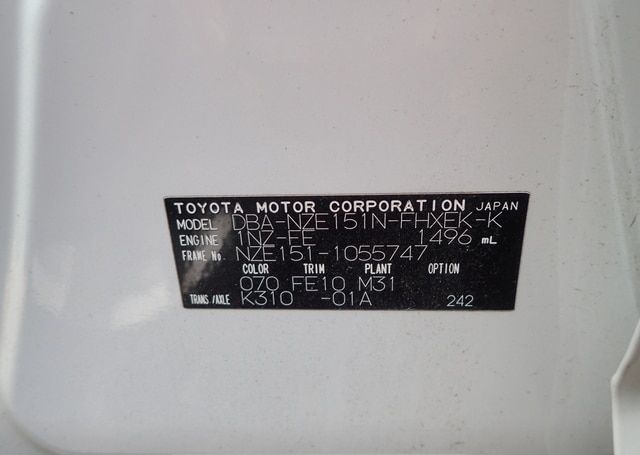 TOYOTA MOTOR CORPORATION JAPAN
MODEL DBA-NZE151N-FHXEK-K
ENGINE 1NZ-FE 1496 mL
FRAME No. NZE151-1055747
COLOR TRIM PLANT OPTION
070 FE10 M31
TRANS./AXLE K310 -01A 242